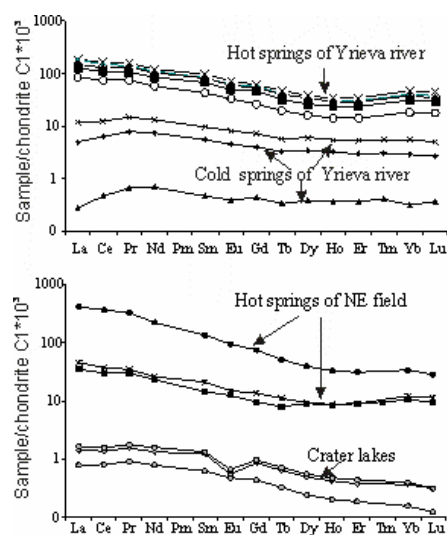 Sample/chondrite C1*10³
1000
100
10
1
0
Hot springs of Yrieva river
Cold springs of Yrieva river
La Ce Pr Nd Pm Sm Eu Gd Tb Dy Ho Er Tm Yb Lu
Sample/chondrite C1*10³
1000
100
10
1
0
Hot springs of NE field
Crater lakes
La Ce Pr Nd Pm Sm Eu Gd Tb Dy Ho Er Tm Yb Lu